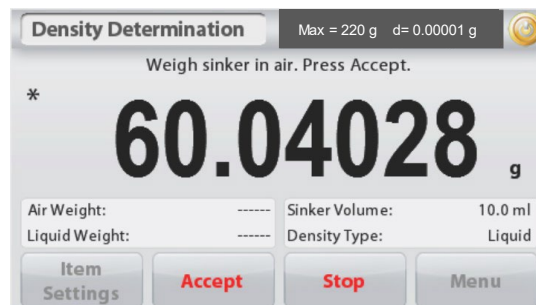 Density Determination Max = 220 g d= 0.00001 g
Weigh sinker in air. Press Accept.
*
60.04028 g
Air Weight: ------ Sinker Volume: 10.0 ml
Liquid Weight: ------ Density Type: Liquid
Item Settings Accept Stop Menu